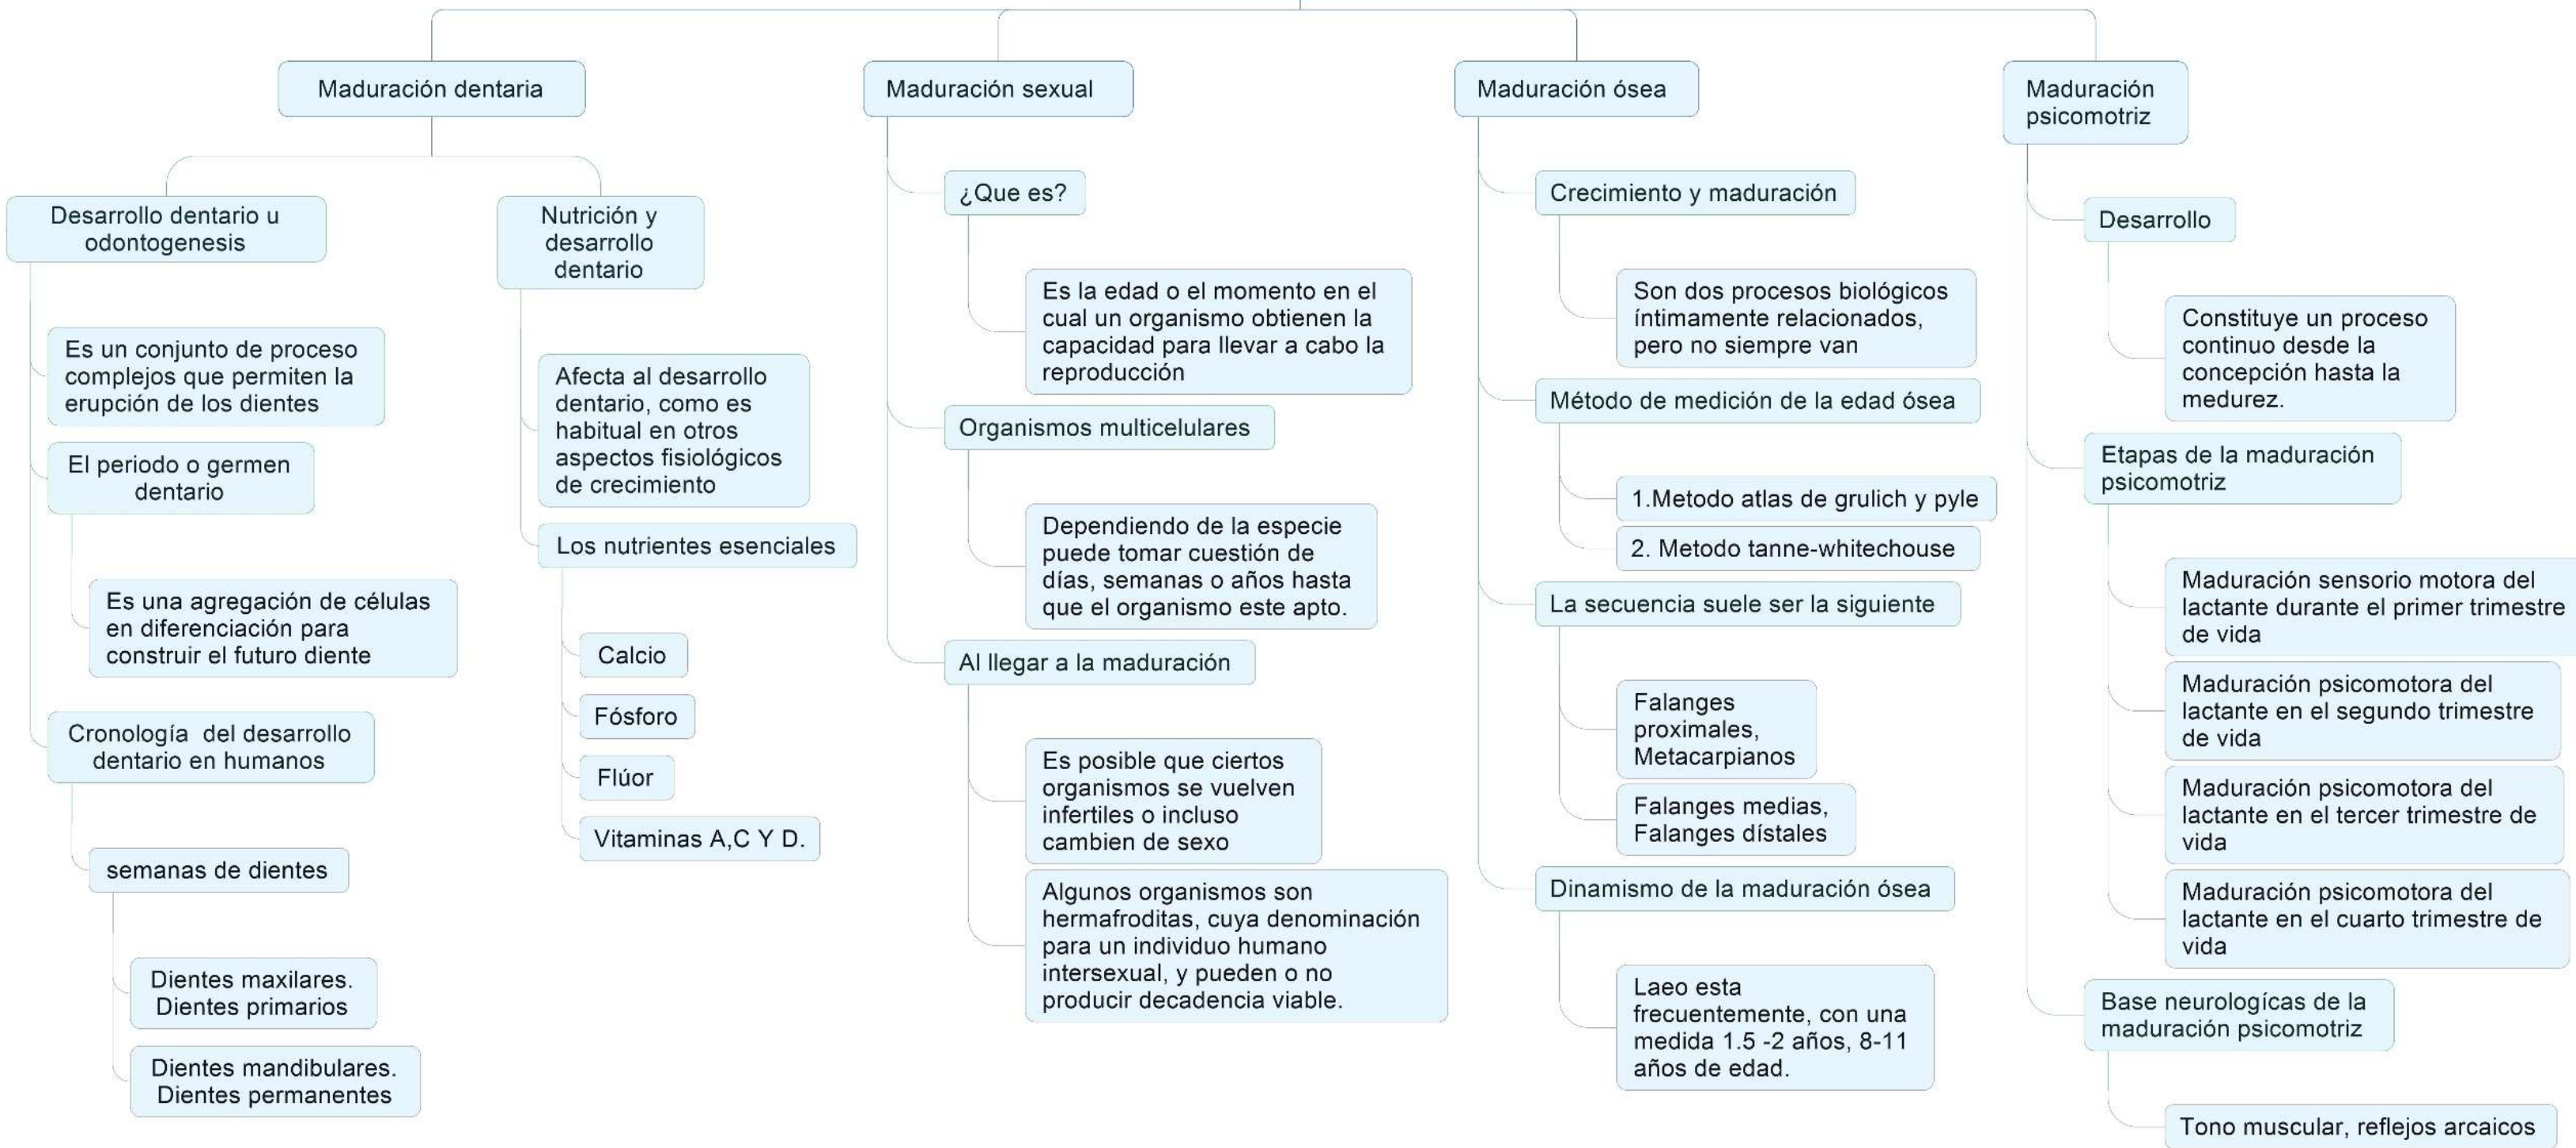 Maduración dentaria
Desarrollo dentario u
odontogenesis
Es un conjunto de proceso
complejos que permiten la
erupción de los dientes
El periodo o germen
dentario
Es una agregación de células
en diferenciación para
construir el futuro diente
Cronología  del desarrollo
dentario en humanos
semanas de dientes
Dientes maxilares.
Dientes primarios
Dientes mandibulares.
Dientes permanentes
Nutrición y
desarrollo
dentario
Afecta al desarrollo
dentario, como es
habitual en otros
aspectos fisiológicos
de crecimiento
Los nutrientes esenciales
Calcio
Fósforo
Flúor
Vitaminas A,C Y D.
Maduración sexual
¿Que es?
Es la edad o el momento en el
cual un organismo obtienen la
capacidad para llevar a cabo la
reproducción
Organismos multicelulares
Dependiendo de la especie
puede tomar cuestión de
días, semanas o años hasta
que el organismo este apto.
Al llegar a la maduración
Es posible que ciertos
organismos se vuelven
infertiles o incluso
cambien de sexo
Algunos organismos son
hermafroditas, cuya denominación
para un individuo humano
intersexual, y pueden o no
producir decadencia viable.
Maduración ósea
Crecimiento y maduración
Son dos procesos biológicos
íntimamente relacionados,
pero no siempre van
Método de medición de la edad ósea
1.Metodo atlas de grulich y pyle
2. Metodo tanne-whitechouse
La secuencia suele ser la siguiente
Falanges
proximales,
Metacarpianos
Falanges medias,
Falanges dístales
Dinamismo de la maduración ósea
Laeo esta
frecuentemente, con una
medida 1.5 -2 años, 8-11
años de edad.
Maduración
psicomotriz
Desarrollo
Constituye un proceso
continuo desde la
concepción hasta la
medurez.
Etapas de la maduración
psicomotriz
Maduración sensorio motora del
lactante durante el primer trimestre
de vida
Maduración psicomotora del
lactante en el segundo trimestre
de vida
Maduración psicomotora del
lactante en el tercer trimestre de
vida
Maduración psicomotora del
lactante en el cuarto trimestre de
vida
Base neurologícas de la
maduración psicomotriz
Tono muscular, reflejos arcaicos